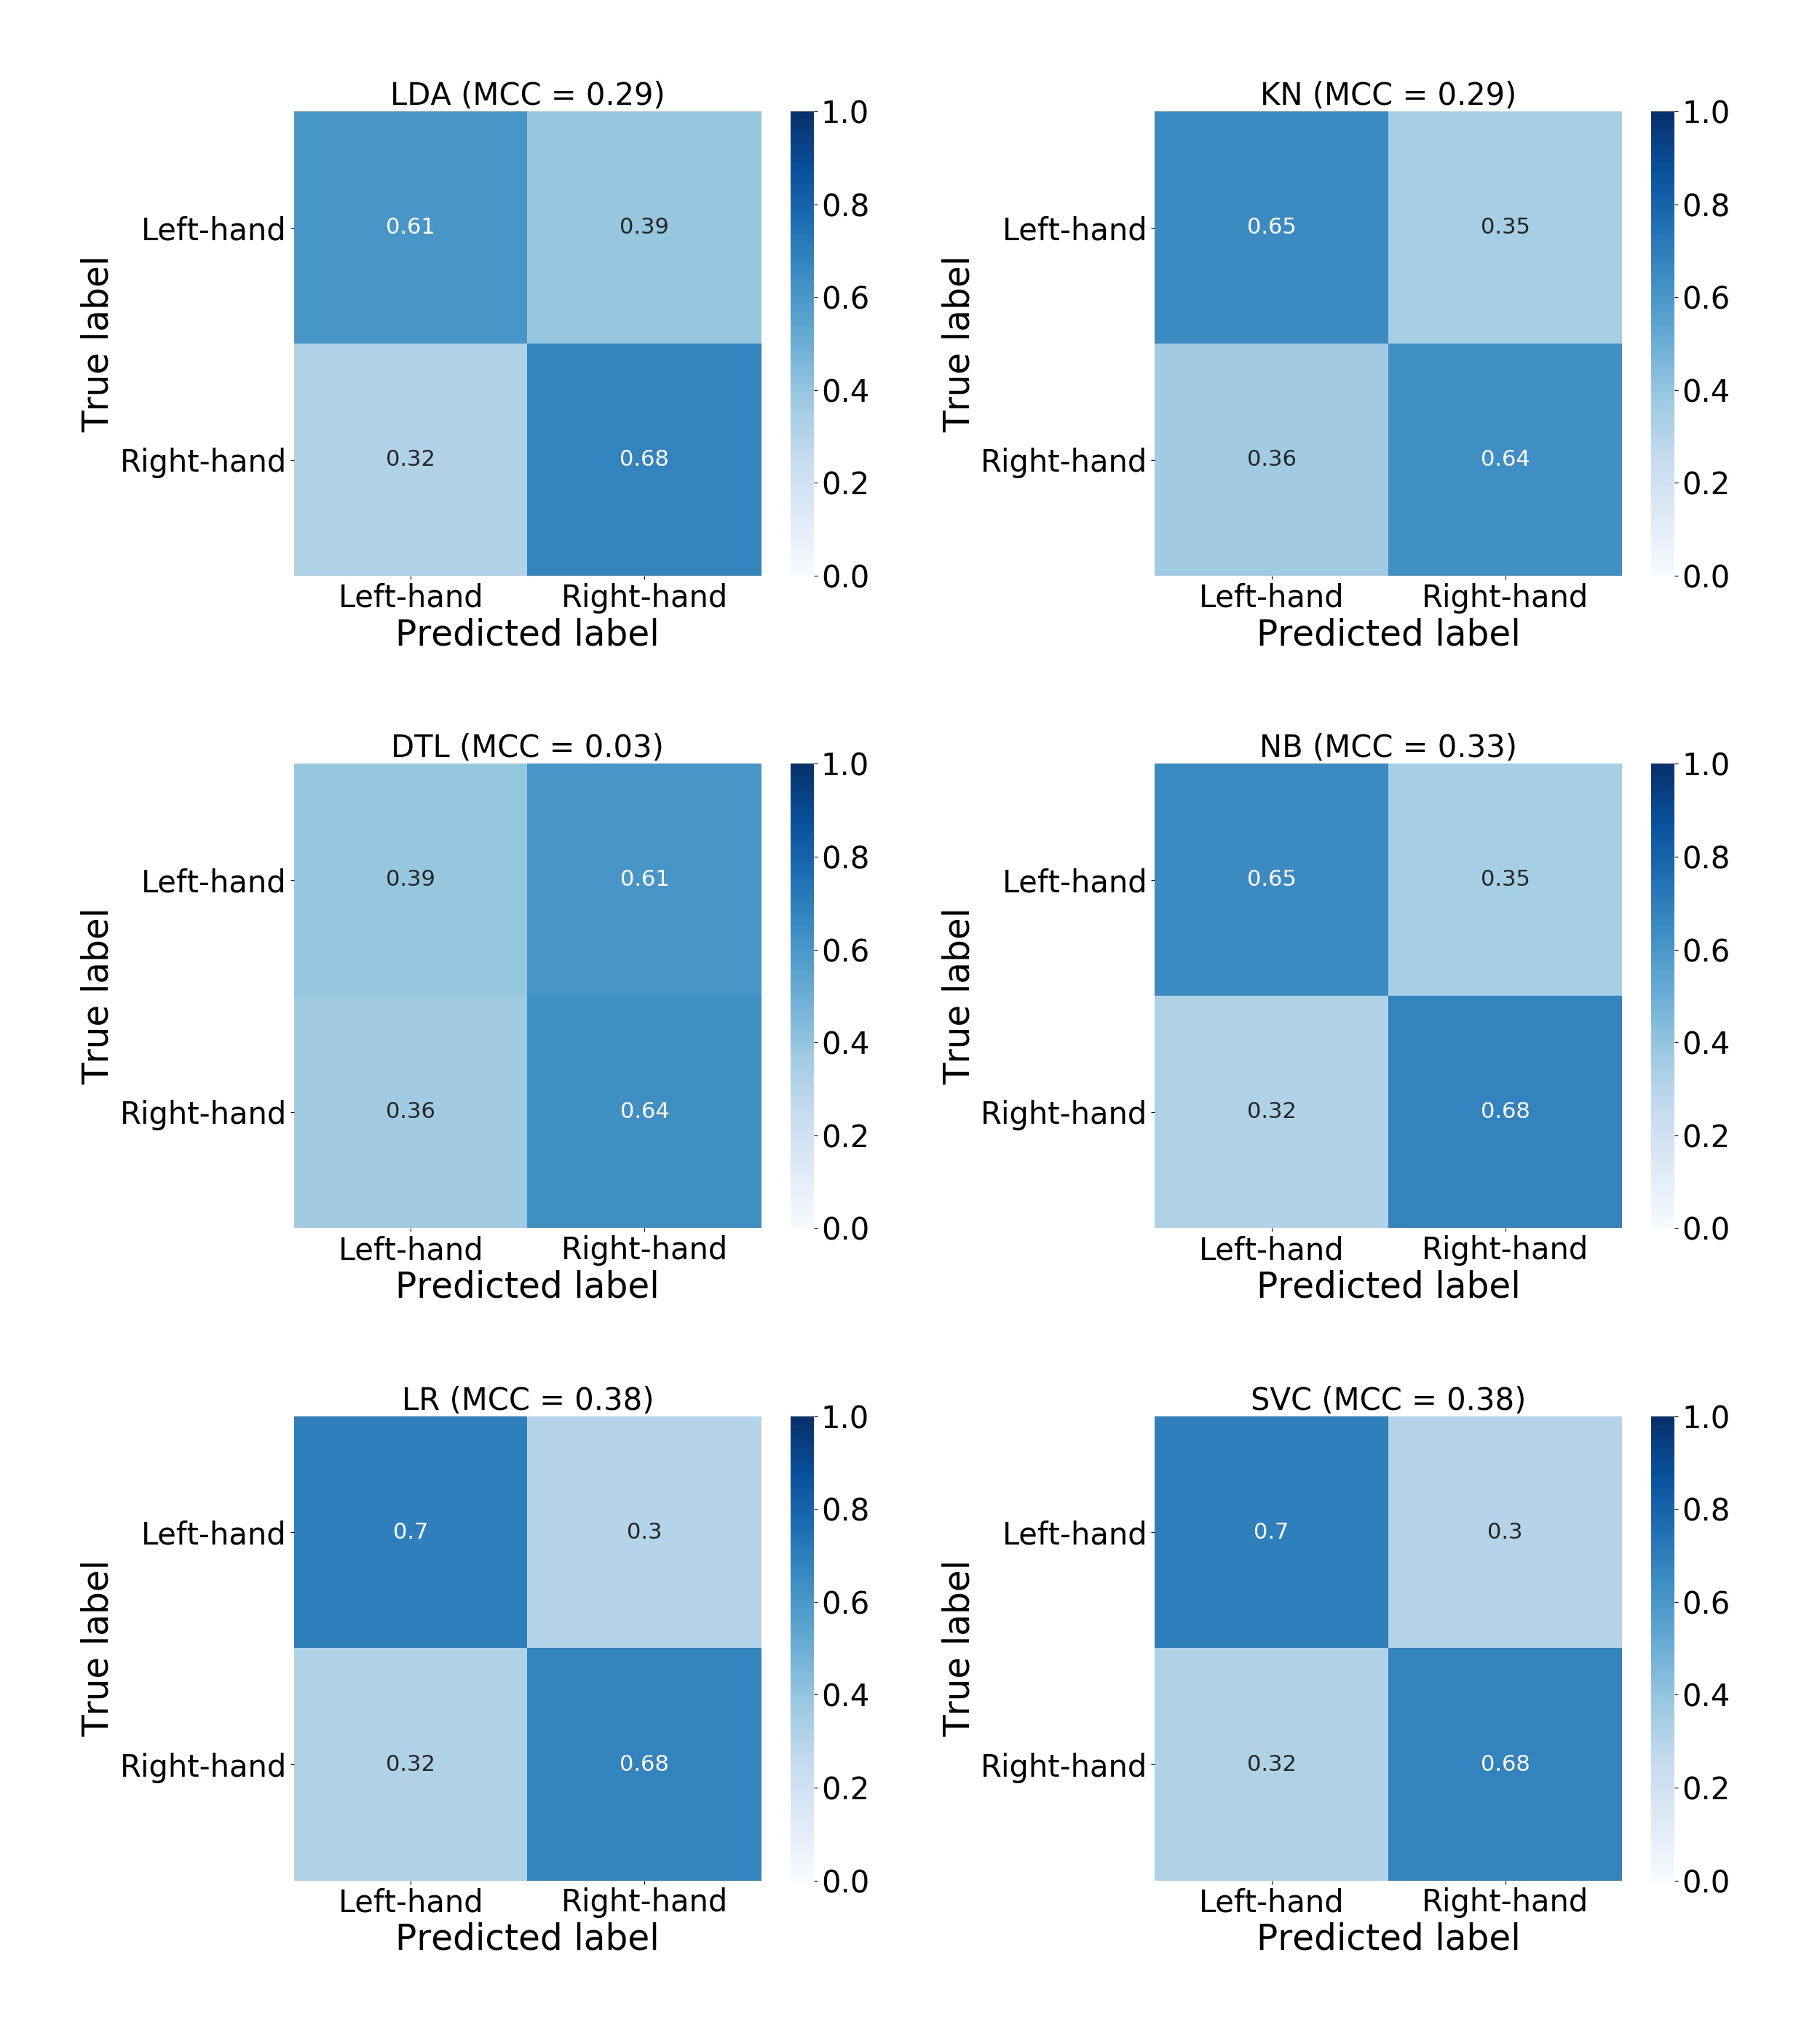 LDA (MCC = 0.29)
True label
Left-hand
Right-hand
0.61 0.39
0.32 0.68
Left-hand Right-hand
Predicted label
1.0
0.8
0.6
0.4
0.2
0.0
KN (MCC = 0.29)
True label
Left-hand
Right-hand
0.65 0.35
0.36 0.64
Left-hand Right-hand
Predicted label
1.0
0.8
0.6
0.4
0.2
0.0
DTL (MCC = 0.03)
True label
Left-hand
Right-hand
0.39 0.61
0.36 0.64
Left-hand Right-hand
Predicted label
1.0
0.8
0.6
0.4
0.2
0.0
NB (MCC = 0.33)
True label
Left-hand
Right-hand
0.65 0.35
0.32 0.68
Left-hand Right-hand
Predicted label
1.0
0.8
0.6
0.4
0.2
0.0
LR (MCC = 0.38)
True label
Left-hand
Right-hand
0.7 0.3
0.32 0.68
Left-hand Right-hand
Predicted label
1.0
0.8
0.6
0.4
0.2
0.0
SVC (MCC = 0.38)
True label
Left-hand
Right-hand
0.7 0.3
0.32 0.68
Left-hand Right-hand
Predicted label
1.0
0.8
0.6
0.4
0.2
0.0